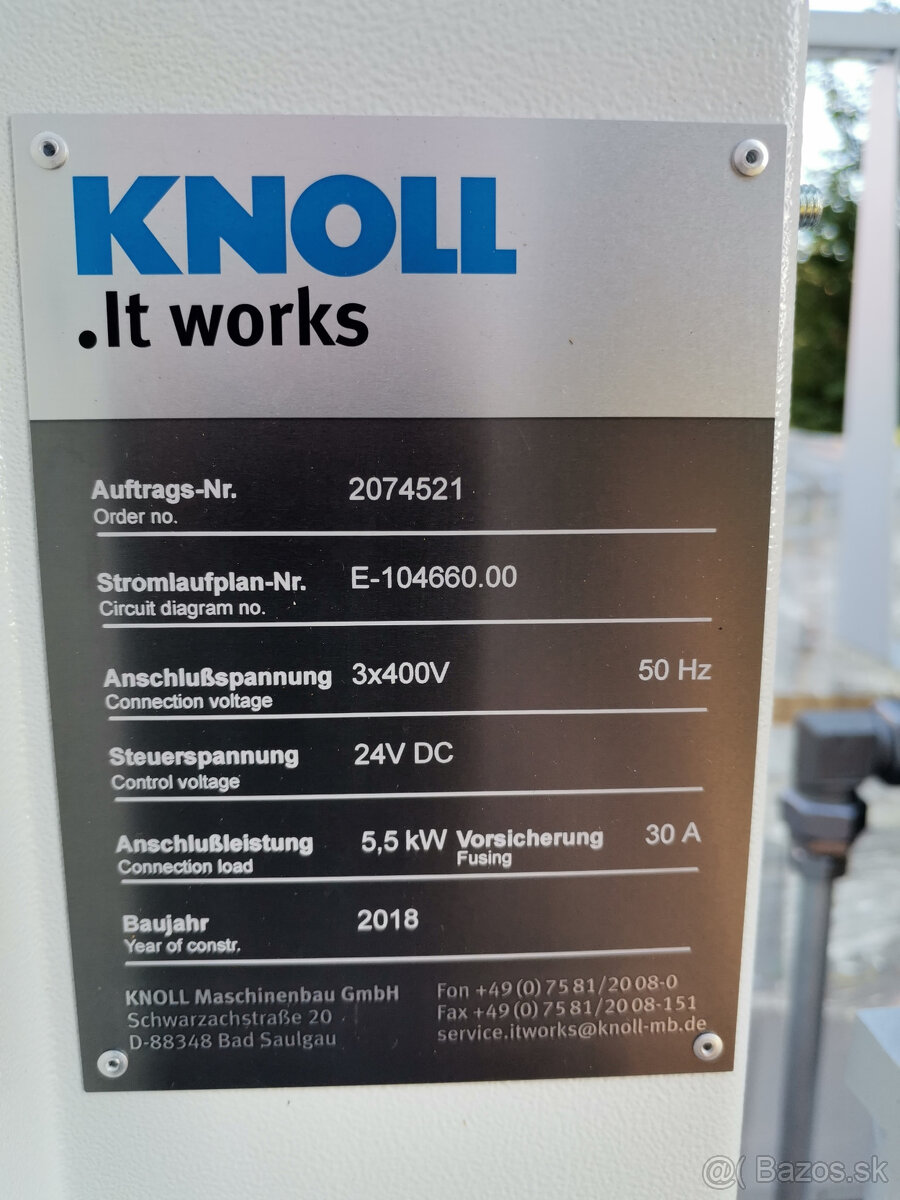 KNOLL
.It works
Auftrags-Nr. 2074521
Order no.
Stromlaufplan-Nr. E-104660.00
Circuit diagram no.
Anschlußspannung 3x400V 50 Hz
Connection voltage
Steuerspannung 24V DC
Control voltage
Anschlußleistung 5,5 kW Vorsicherung 30 A
Connection load Fusing
Baujahr 2018
Year of constr.
KNOLL Maschinenbau GmbH Fon +49 (0) 75 81/20 08-0
Schwarzachstraße 20 Fax +49 (0) 75 81/20 08-151
D-88348 Bad Saulgau service.itworks@knoll-mb.de
@( Bazos.sk